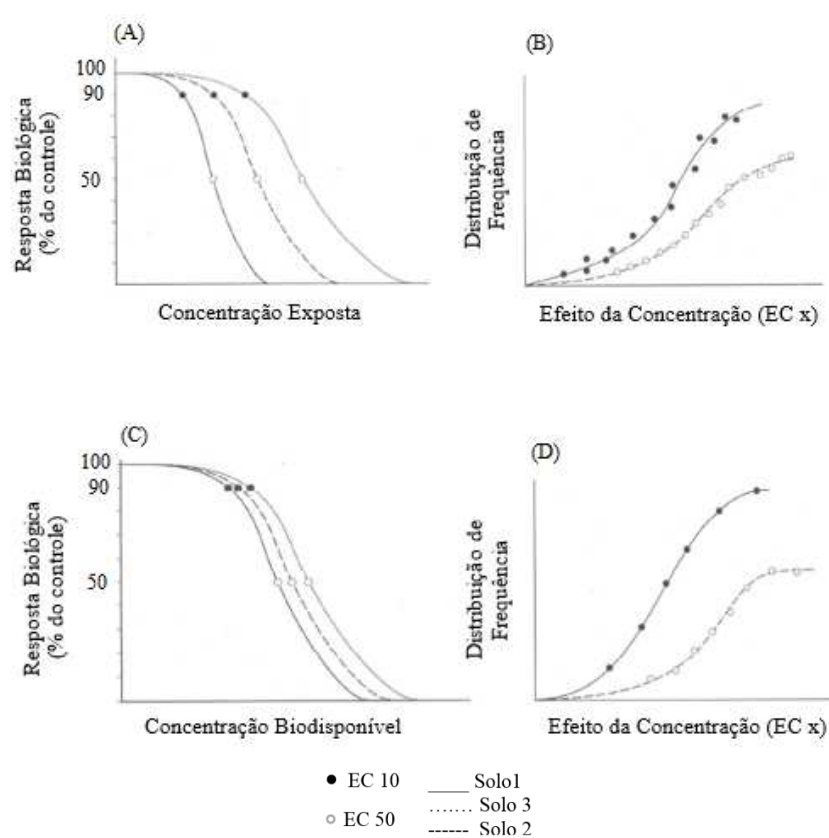 (A)
100
90
50
Resposta Biológica
(% do controle)
Concentração Exposta
(B)
Distribuição de
Frequência
Efeito da Concentração (EC x)
(C)
100
90
50
Resposta Biológica
(% do controle)
Concentração Biodisponível
(D)
Distribuição de
Frequência
Efeito da Concentração (EC x)
EC 10
EC 50
Solo1
Solo 3
Solo 2